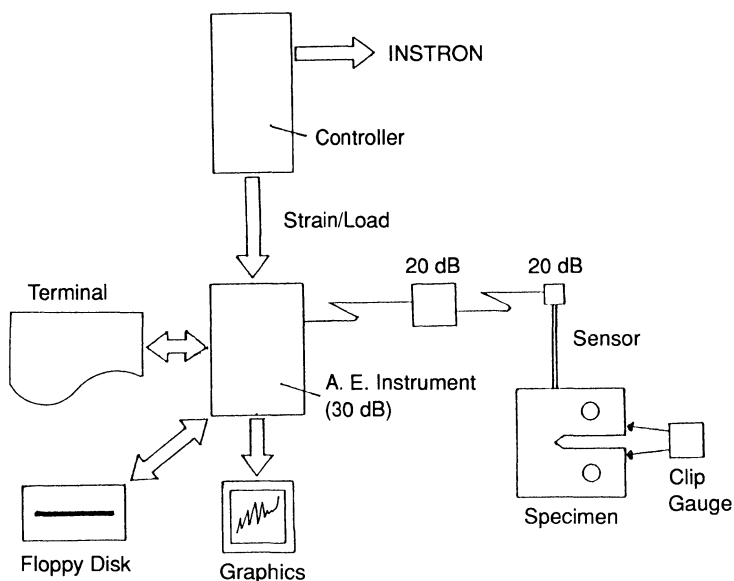 INSTRON
Controller
Strain/Load
20 dB
20 dB
Terminal
Sensor
A. E. Instrument
(30 dB)
Clip
Gauge
Specimen
Floppy Disk
Graphics